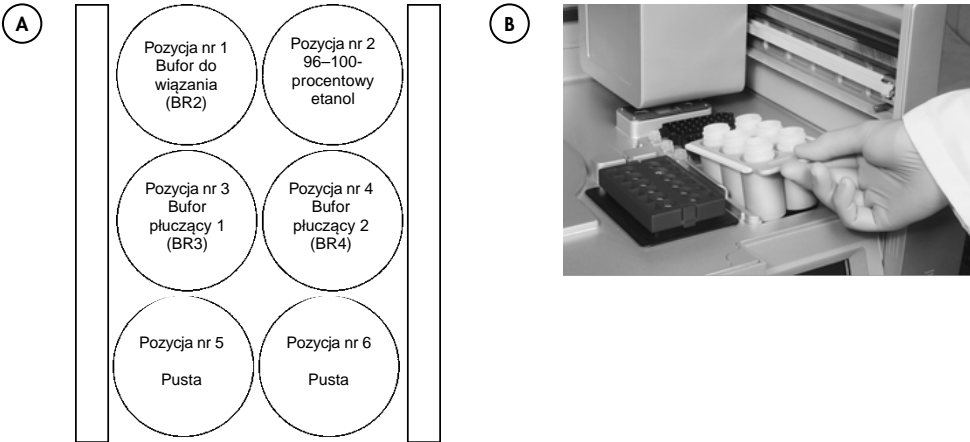 A
B
Pozycja nr 1
Bufor do
wiązania
(BR2)
Pozycja nr 2
96–100-
procentowy
etanol
Pozycja nr 3
Bufor
płuczący 1
(BR3)
Pozycja nr 4
Bufor
płuczący 2
(BR4)
Pozycja nr 5
Pusta
Pozycja nr 6
Pusta